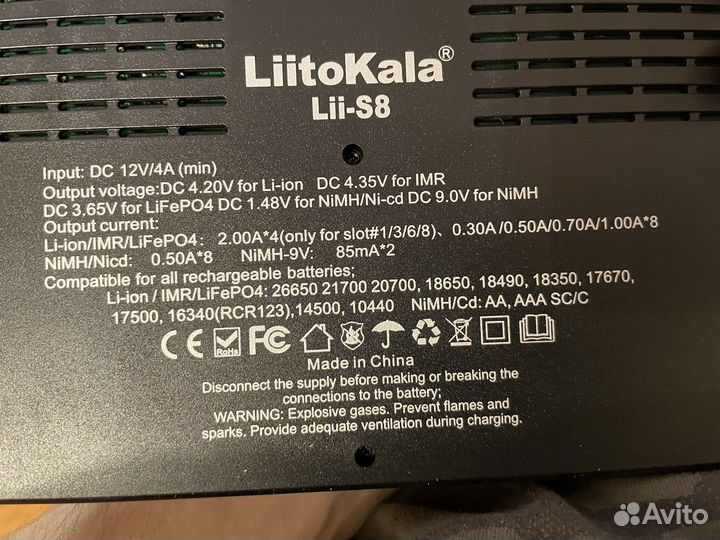 LiitoKala®
Lii-S8
Input: DC 12V/4A (min)
Output voltage:DC 4.20V for Li-ion DC 4.35V for IMR
DC 3.65V for LiFePO4 DC 1.48V for NiMH/Ni-cd DC 9.0V for NiMH
Output current:
Li-ion/IMR/LiFePO4: 2.00A*4(only for slot#1/3/6/8)、0.30A /0.50A/0.70A/1.00A*8
NiMH/Nicd: 0.50A*8 NiMH-9V: 85mA*2
Compatible for all rechargeable batteries;
Li-ion / IMR/LiFePO4: 26650 21700 20700, 18650, 18490, 18350, 17670,
17500, 16340(RCR123),14500, 10440 NiMH/Cd: AA, AAA SC/C
CE RoHS FC
Made in China
Disconnect the supply before making or breaking the
connections to the battery;
WARNING: Explosive gases. Prevent flames and
sparks. Provide adequate ventilation during charging.
Avito